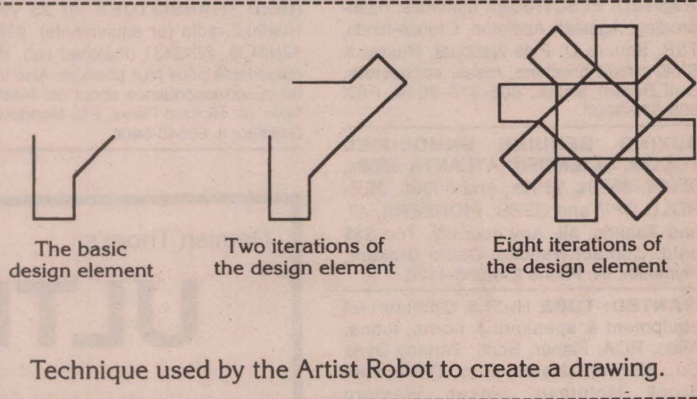 The basic
design element
Two iterations of
the design element
Eight iterations of
the design element
Technique used by the Artist Robot to create a drawing.